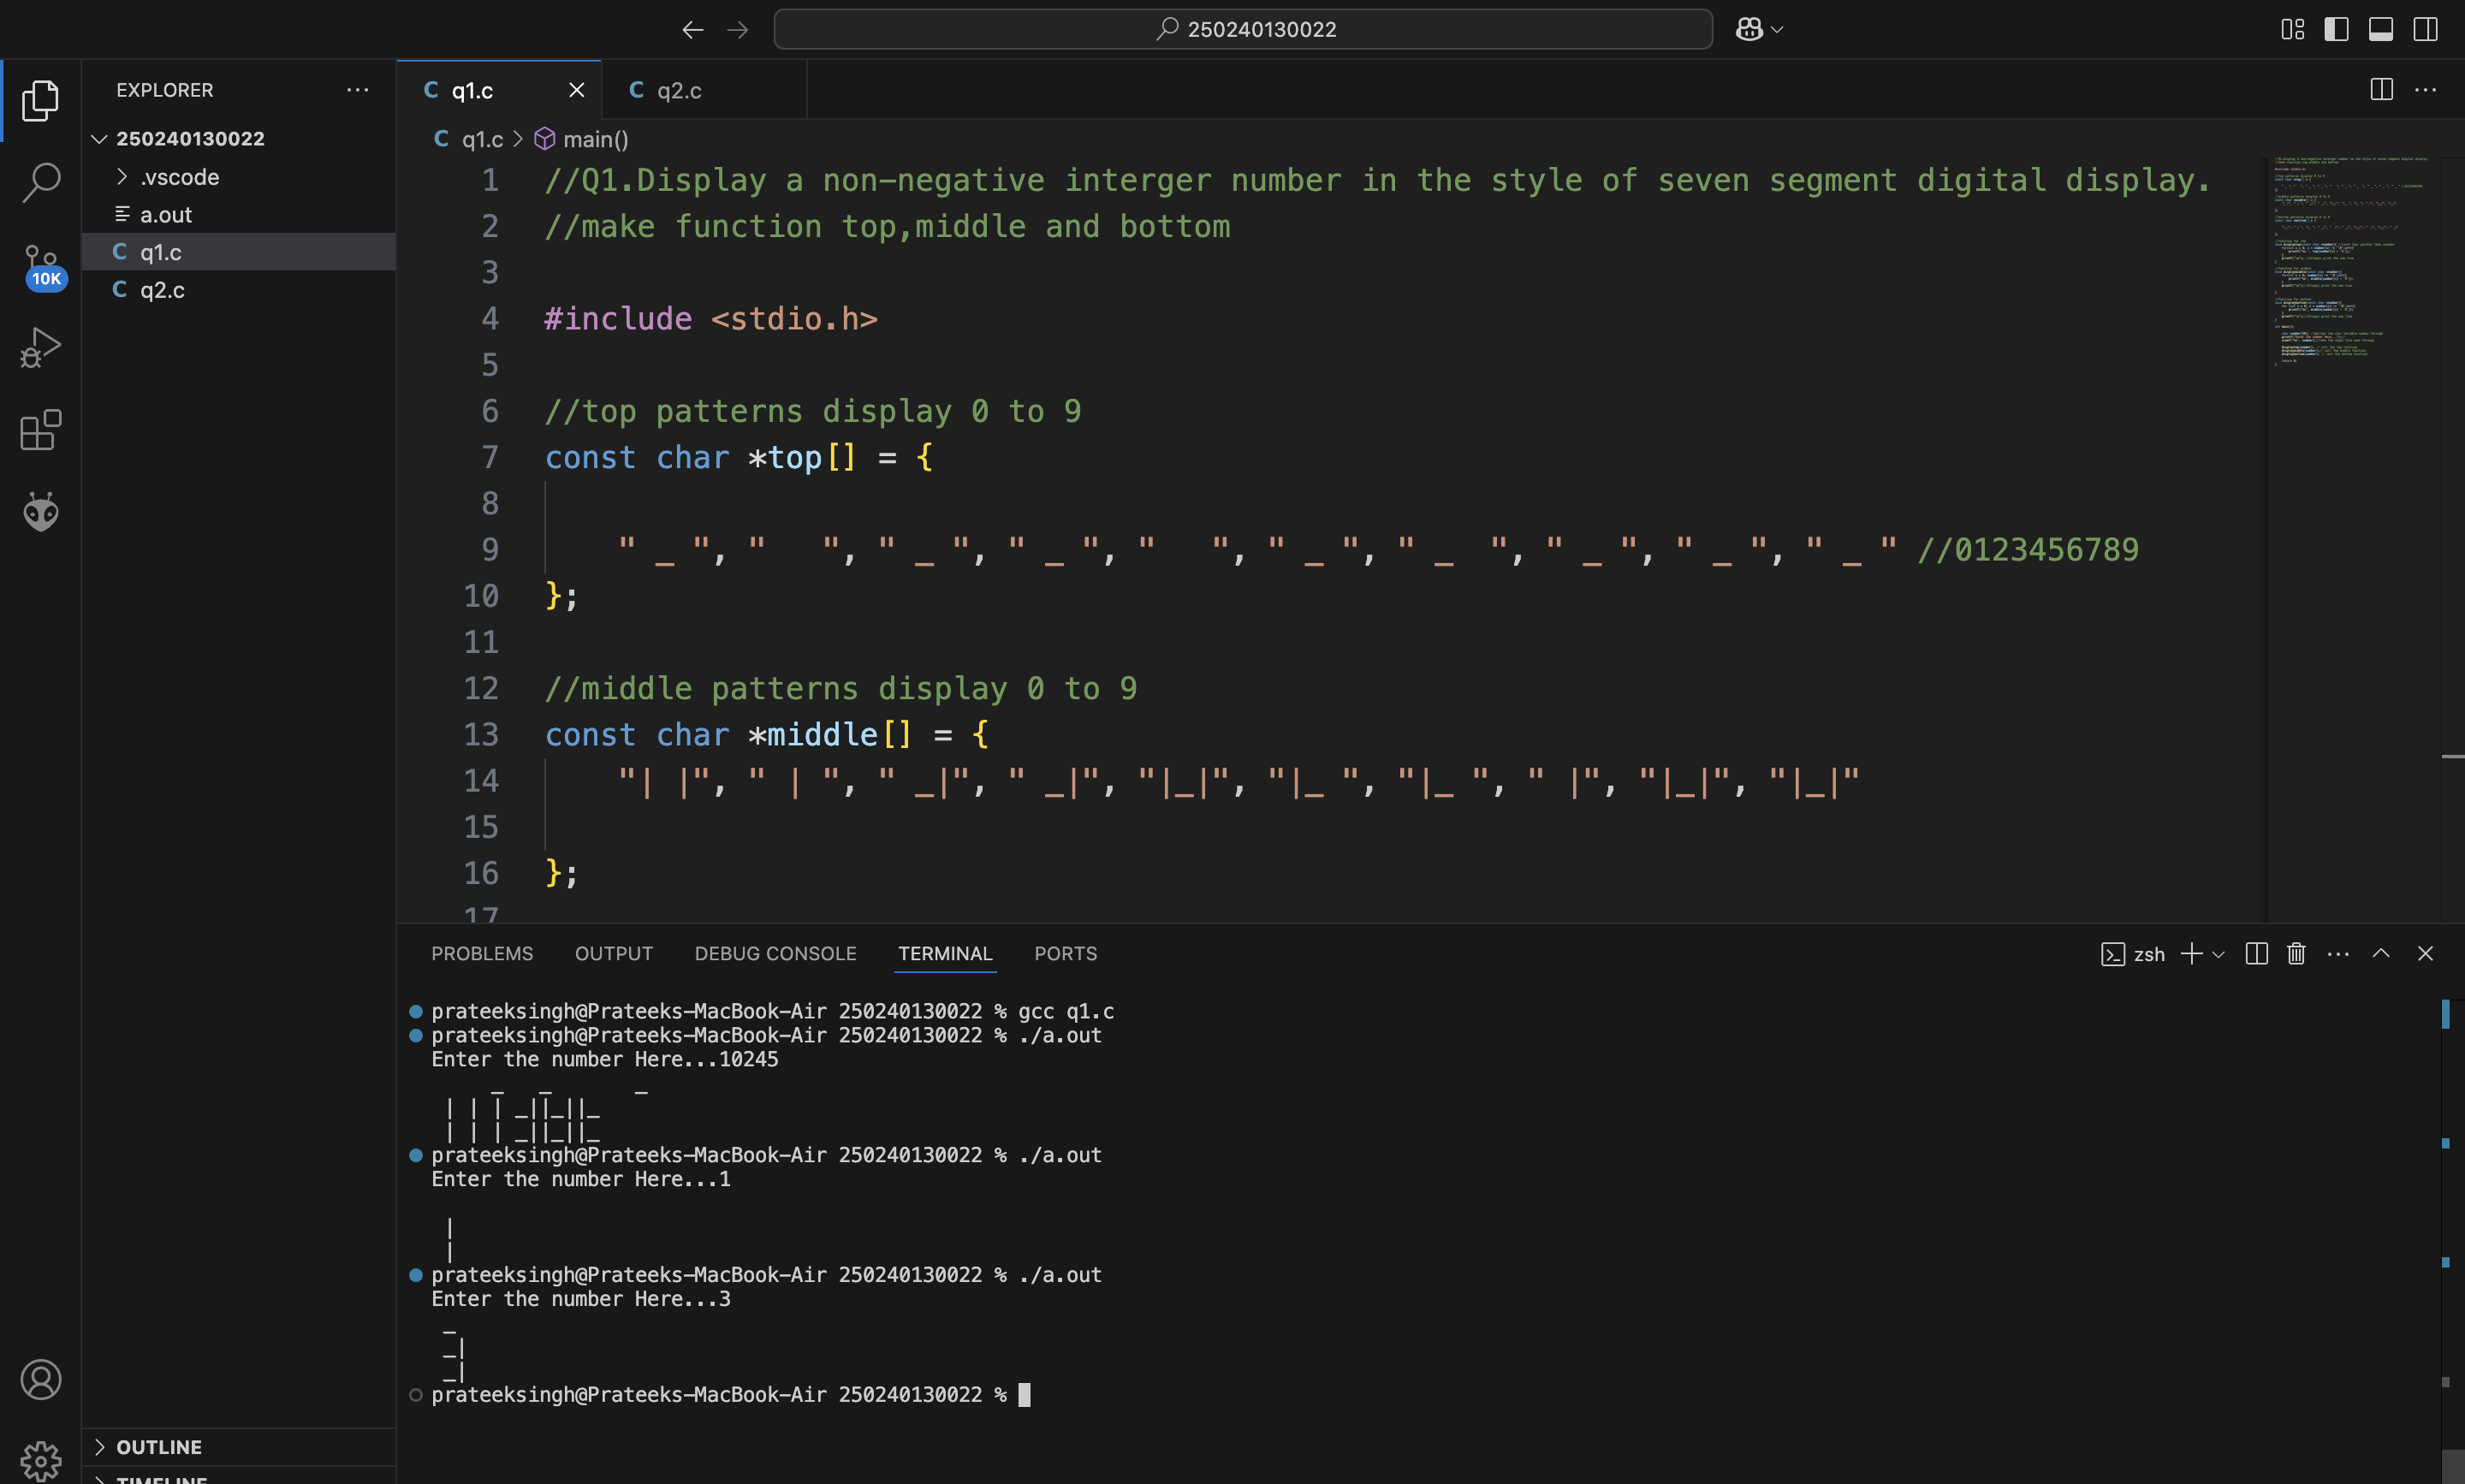 250240130022
EXPLORER
250240130022
.vscode
a.out
C q1.c
C q2.c
10K
C q1.c
C q2.c
C q1.c > main()
1 //Q1.Display a non-negative interger number in the style of seven segment digital display.
2 //make function top,middle and bottom
3
4 #include <stdio.h>
5
6 //top patterns display 0 to 9
7 const char *top[] = {
8
9     " _ ", "   ", " _ ", " _ ", "   ", " _ ", " _  ", " _ ", " _ ", " _ " //0123456789
10 };
11
12 //middle patterns display 0 to 9
13 const char *middle[] = {
14     "| |", " | ", " _|", " _|", "|_|", "|_ ", "|_ ", " |", "|_|", "|_|"
15
16 };
17
PROBLEMS OUTPUT DEBUG CONSOLE TERMINAL PORTS
zsh
prateeksingh@Prateeks-MacBook-Air 250240130022 % gcc q1.c
prateeksingh@Prateeks-MacBook-Air 250240130022 % ./a.out
Enter the number Here...10245
     _   _       _
 | | | _||_||_
 | | | _||_||_
prateeksingh@Prateeks-MacBook-Air 250240130022 % ./a.out
Enter the number Here...1
 |
 |
prateeksingh@Prateeks-MacBook-Air 250240130022 % ./a.out
Enter the number Here...3
 _
 _|
 _|
prateeksingh@Prateeks-MacBook-Air 250240130022 %
OUTLINE
TIMELINE